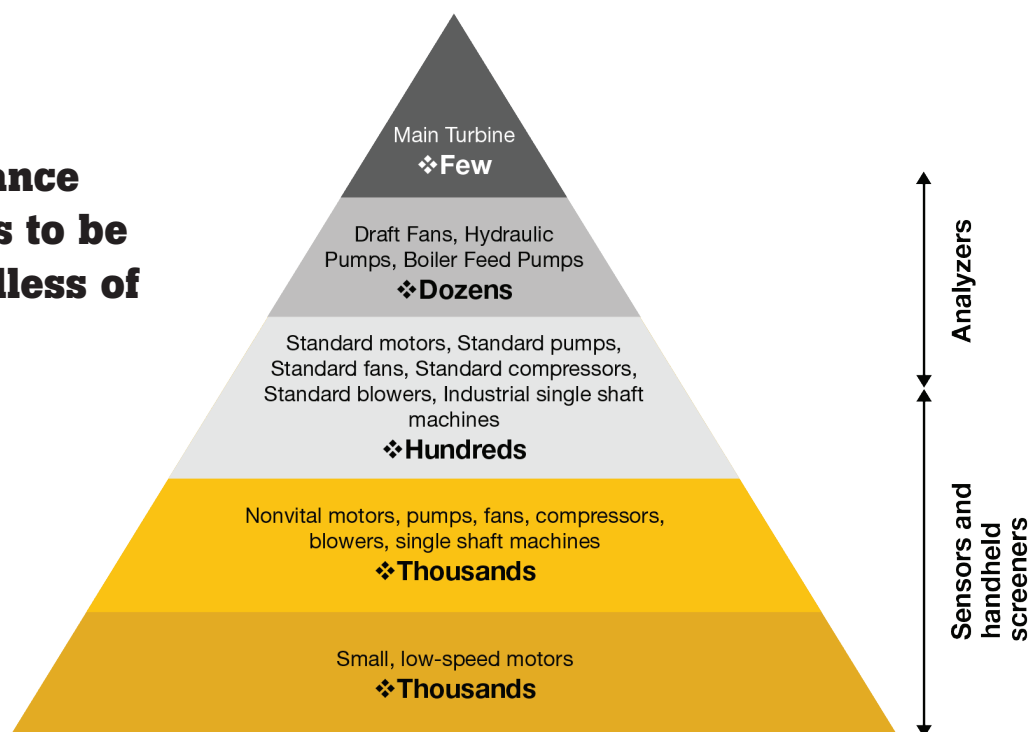 Main Turbine
❖Few
ance
s to be
lless of
Draft Fans, Hydraulic
Pumps, Boiler Feed Pumps
❖Dozens
Standard motors, Standard pumps,
Standard fans, Standard compressors,
Standard blowers, Industrial single shaft
machines
❖Hundreds
Nonvital motors, pumps, fans, compressors,
blowers, single shaft machines
❖Thousands
Small, low-speed motors
❖Thousands
Analyzers
Sensors and
handheld
screeners